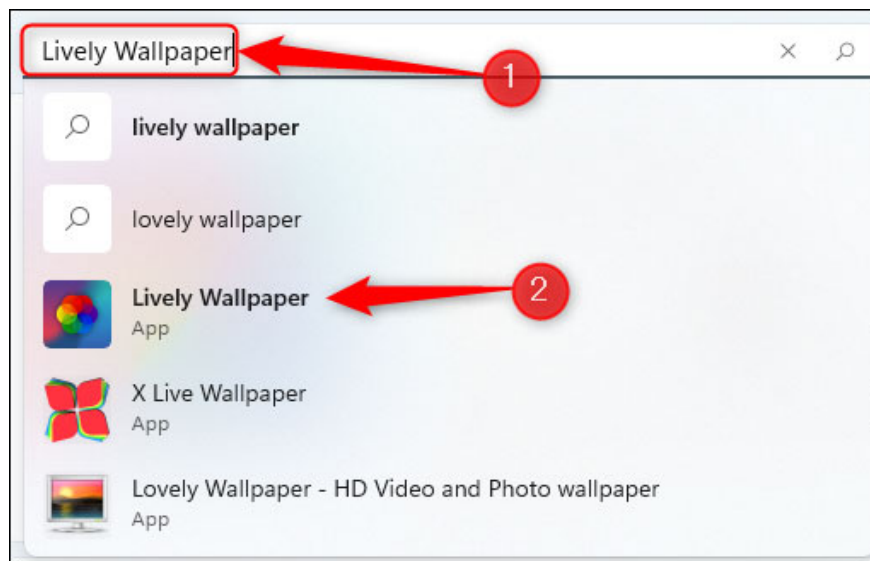 Lively Wallpaper
1
lively wallpaper
lovely wallpaper
Lively Wallpaper
2
App
X Live Wallpaper
App
Lovely Wallpaper - HD Video and Photo wallpaper
App